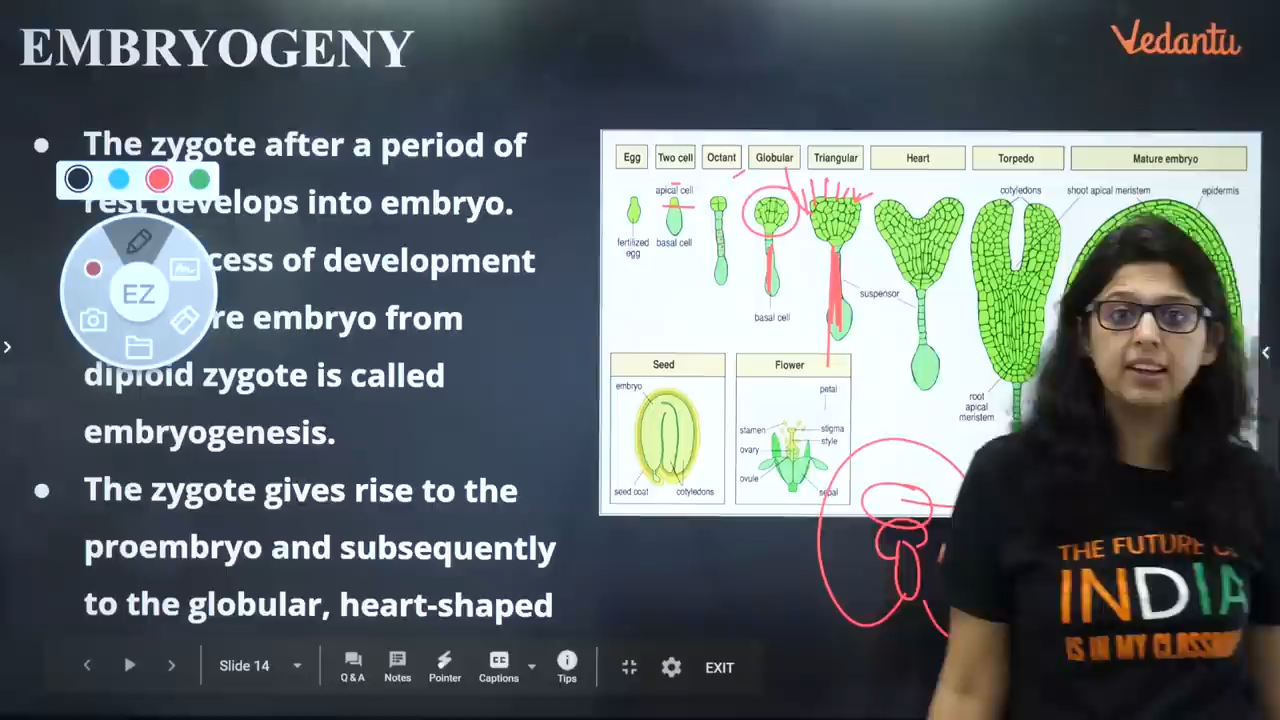 EMBRYOGENY
Vedantu
● The zygote after a period of
rest develops into embryo.
cess of development
re embryo from
diploid zygote is called
embryogenesis.
● The zygote gives rise to the
proembryo and subsequently
to the globular, heart-shaped
EZ
Egg
Two cell
Octant
Globular
Triangular
Heart
Torpedo
Mature embryo
apical cell
cotyledons
shoot apical meristem
epidermis
fertilized
egg
basal cell
suspensor
basal cell
root
apical
meristem
Seed
embryo
seed coat
cotyledons
Flower
petal
stamen
stigma
style
ovary
ovule
sepal
THE FUTURE
INDIA
IS IN MY
Slide 14
Q & A
Notes
Pointer
CC
Captions
Tips
EXIT